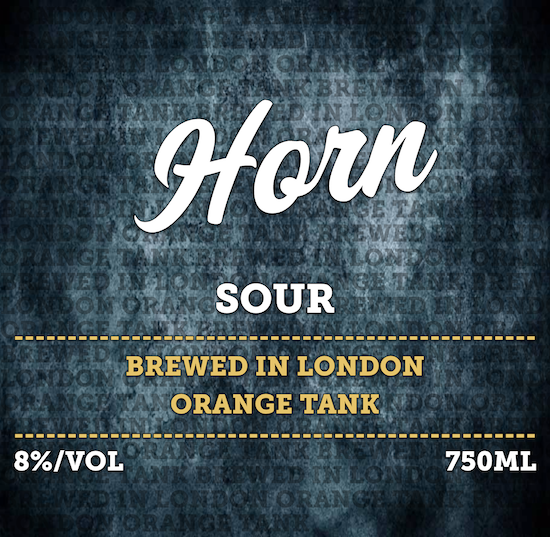 Horn
SOUR
BREWED IN LONDON
ORANGE TANK
8%/VOL
750ML